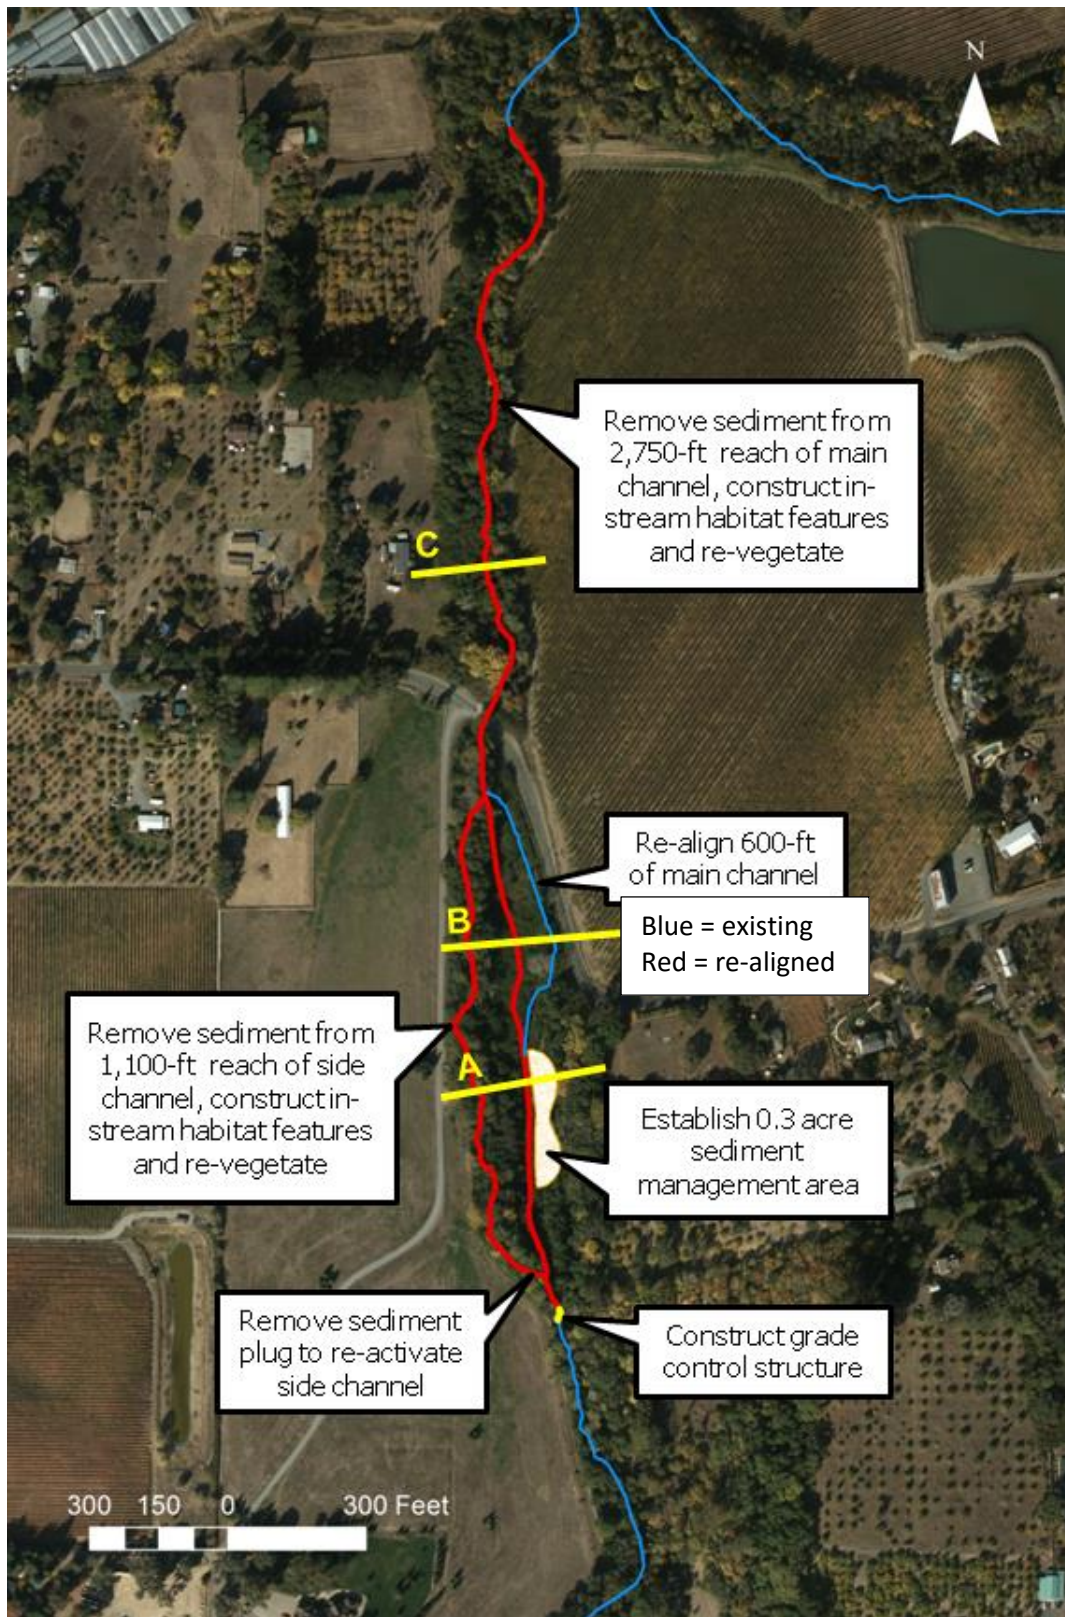 N
Remove sediment from
2,750-ft reach of main
channel, construct in-
stream habitat features
and re-vegetate
C
Re-align 600-ft
of main channel
Blue = existing
Red = re-aligned
B
Remove sediment from
1,100-ft reach of side
channel, construct in-
stream habitat features
and re-vegetate
A
Establish 0.3 acre
sediment
management area
Remove sediment
plug to re-activate
side channel
Construct grade
control structure
300 150 0 300 Feet